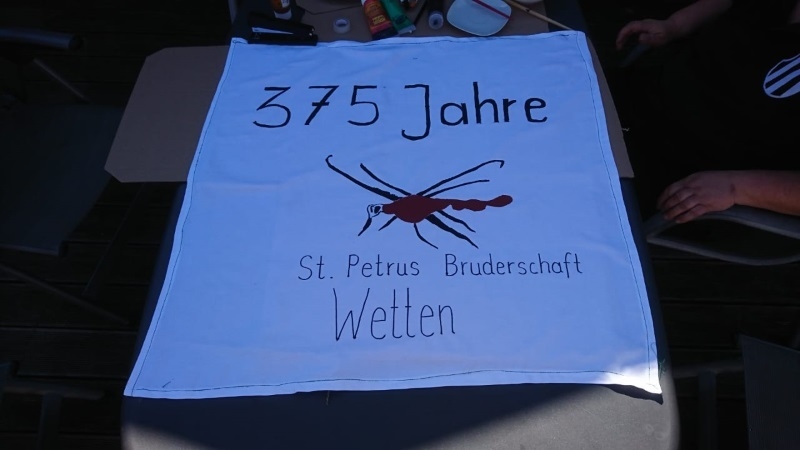 375 Jahre
St. Petrus Bruderschaft
Wetten